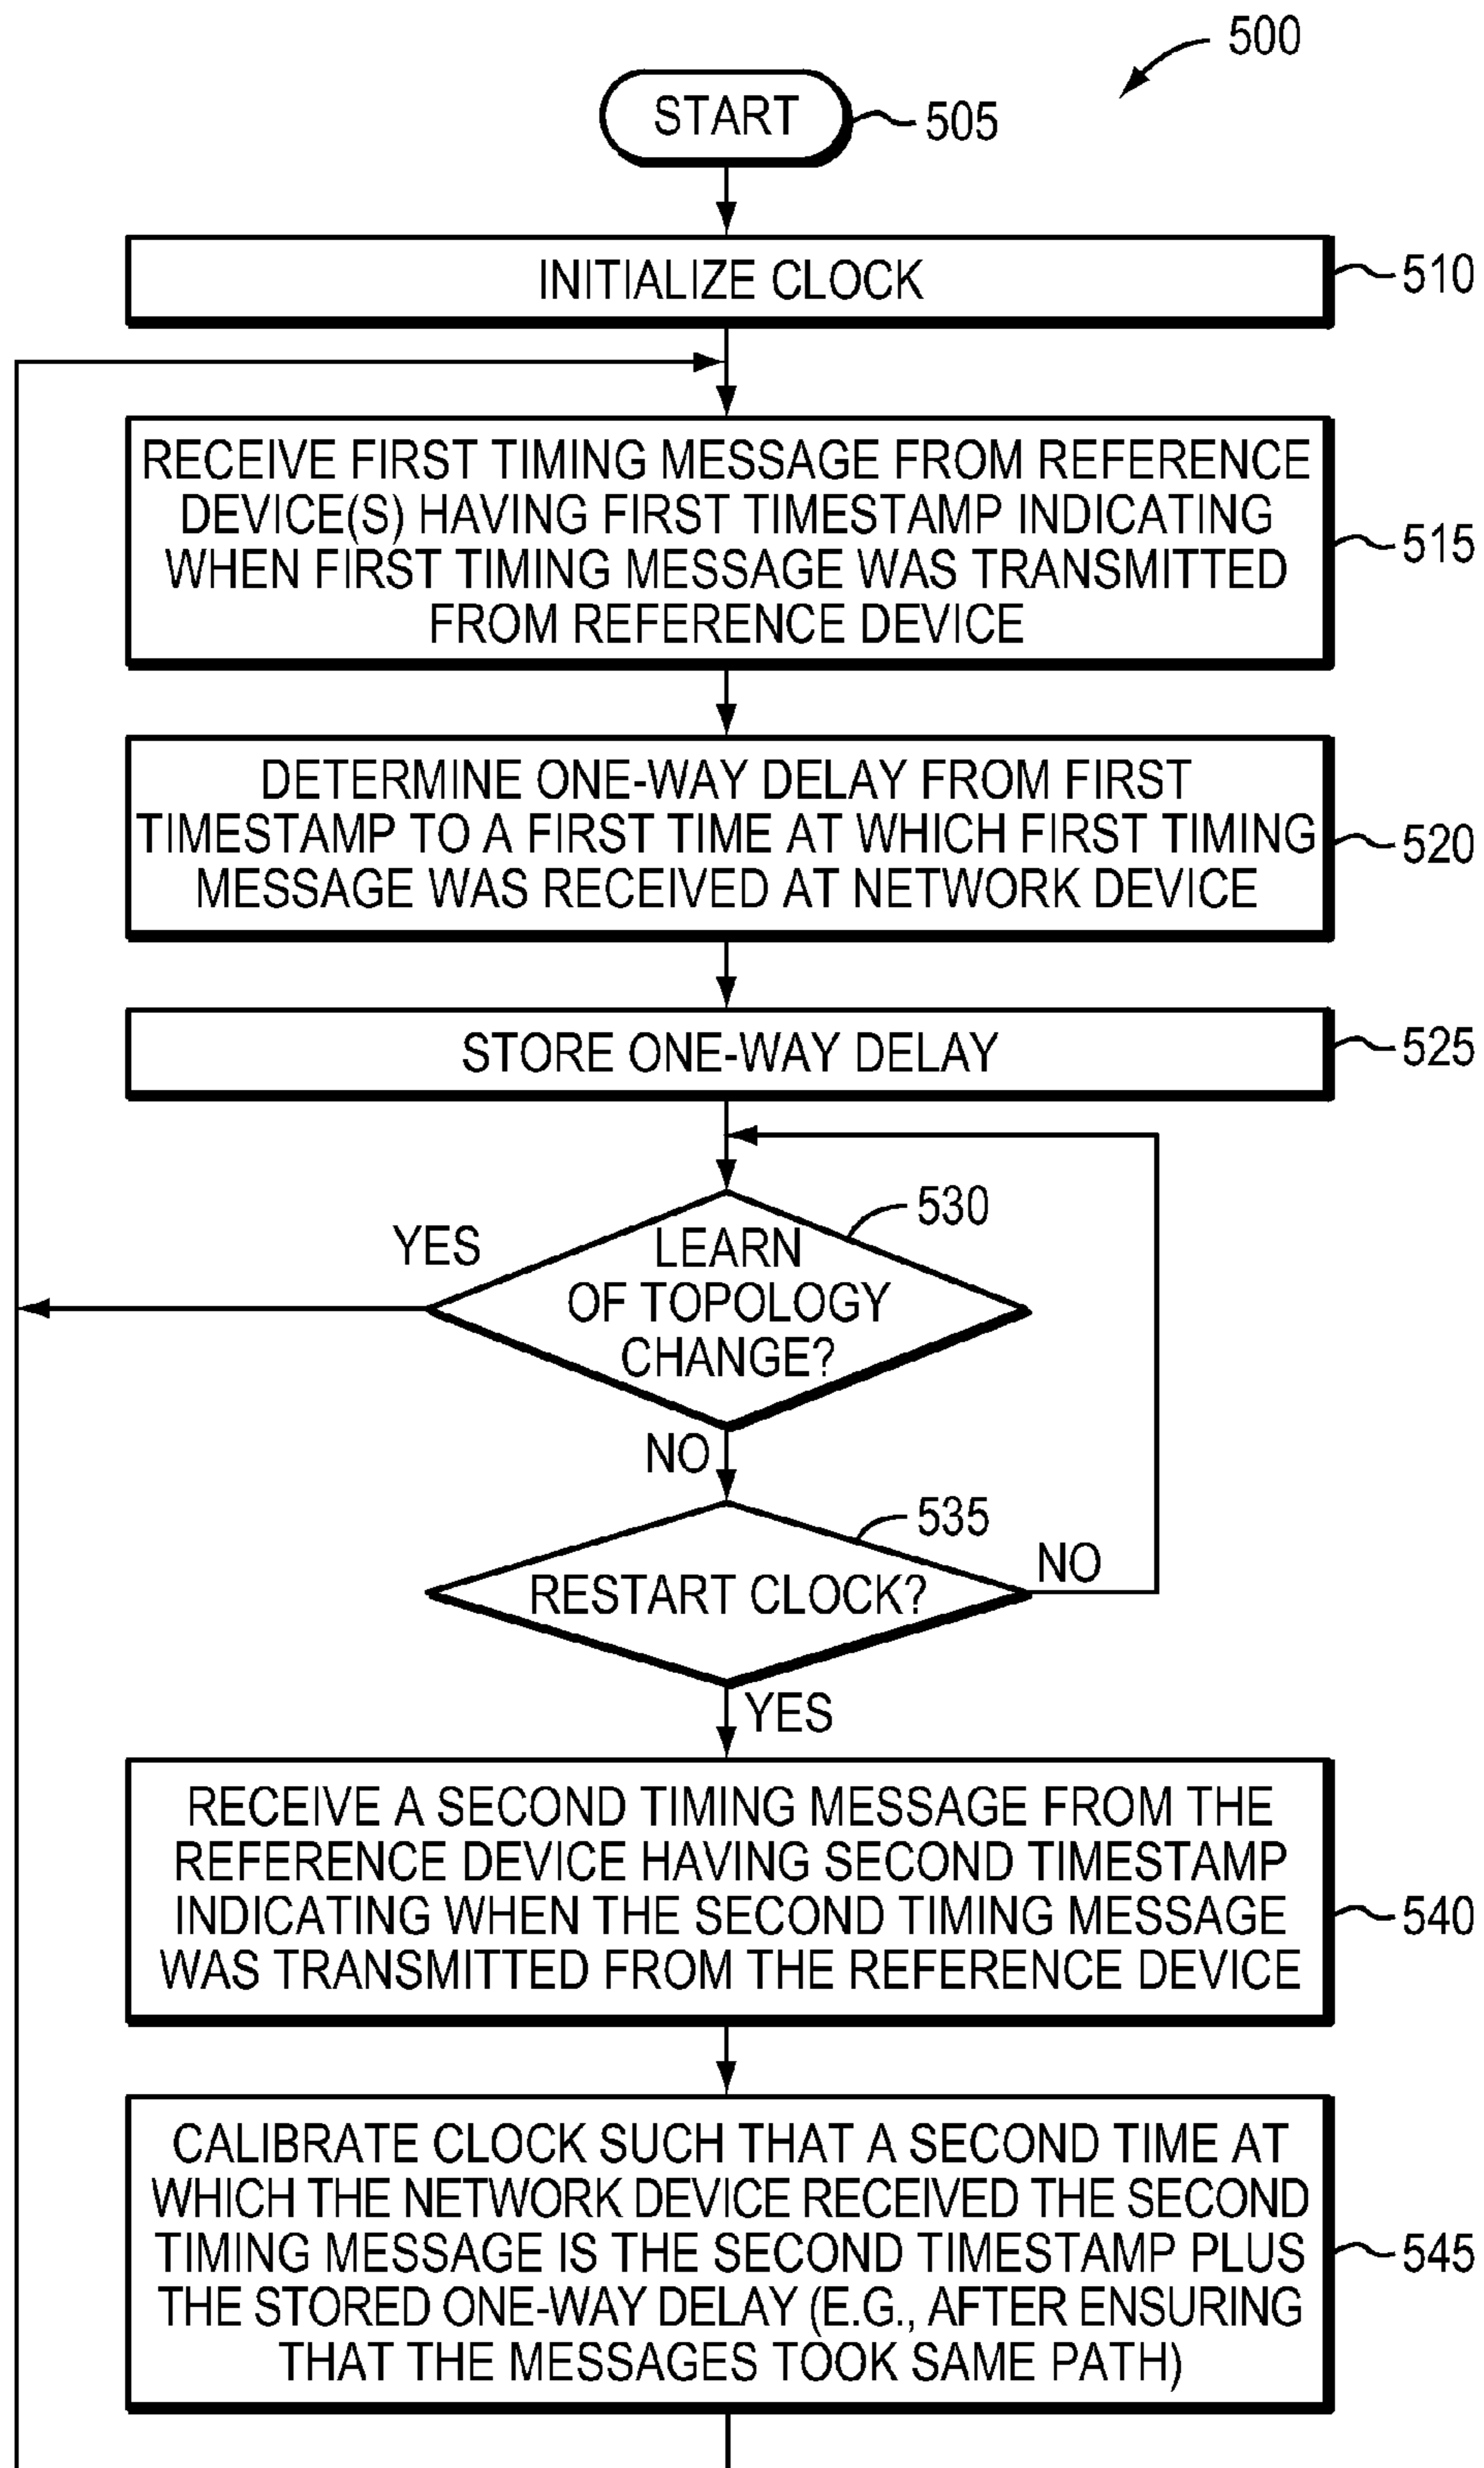 500
START
505
INITIALIZE CLOCK
510
RECEIVE FIRST TIMING MESSAGE FROM REFERENCE
DEVICE(S) HAVING FIRST TIMESTAMP INDICATING
WHEN FIRST TIMING MESSAGE WAS TRANSMITTED
FROM REFERENCE DEVICE
515
DETERMINE ONE-WAY DELAY FROM FIRST
TIMESTAMP TO A FIRST TIME AT WHICH FIRST TIMING
MESSAGE WAS RECEIVED AT NETWORK DEVICE
520
STORE ONE-WAY DELAY
525
530
YES
LEARN
OF TOPOLOGY
CHANGE?
NO
535
RESTART CLOCK?
NO
YES
RECEIVE A SECOND TIMING MESSAGE FROM THE
REFERENCE DEVICE HAVING SECOND TIMESTAMP
INDICATING WHEN THE SECOND TIMING MESSAGE
WAS TRANSMITTED FROM THE REFERENCE DEVICE
540
CALIBRATE CLOCK SUCH THAT A SECOND TIME AT
WHICH THE NETWORK DEVICE RECEIVED THE SECOND
TIMING MESSAGE IS THE SECOND TIMESTAMP PLUS
THE STORED ONE-WAY DELAY (E.G., AFTER ENSURING
THAT THE MESSAGES TOOK SAME PATH)
545